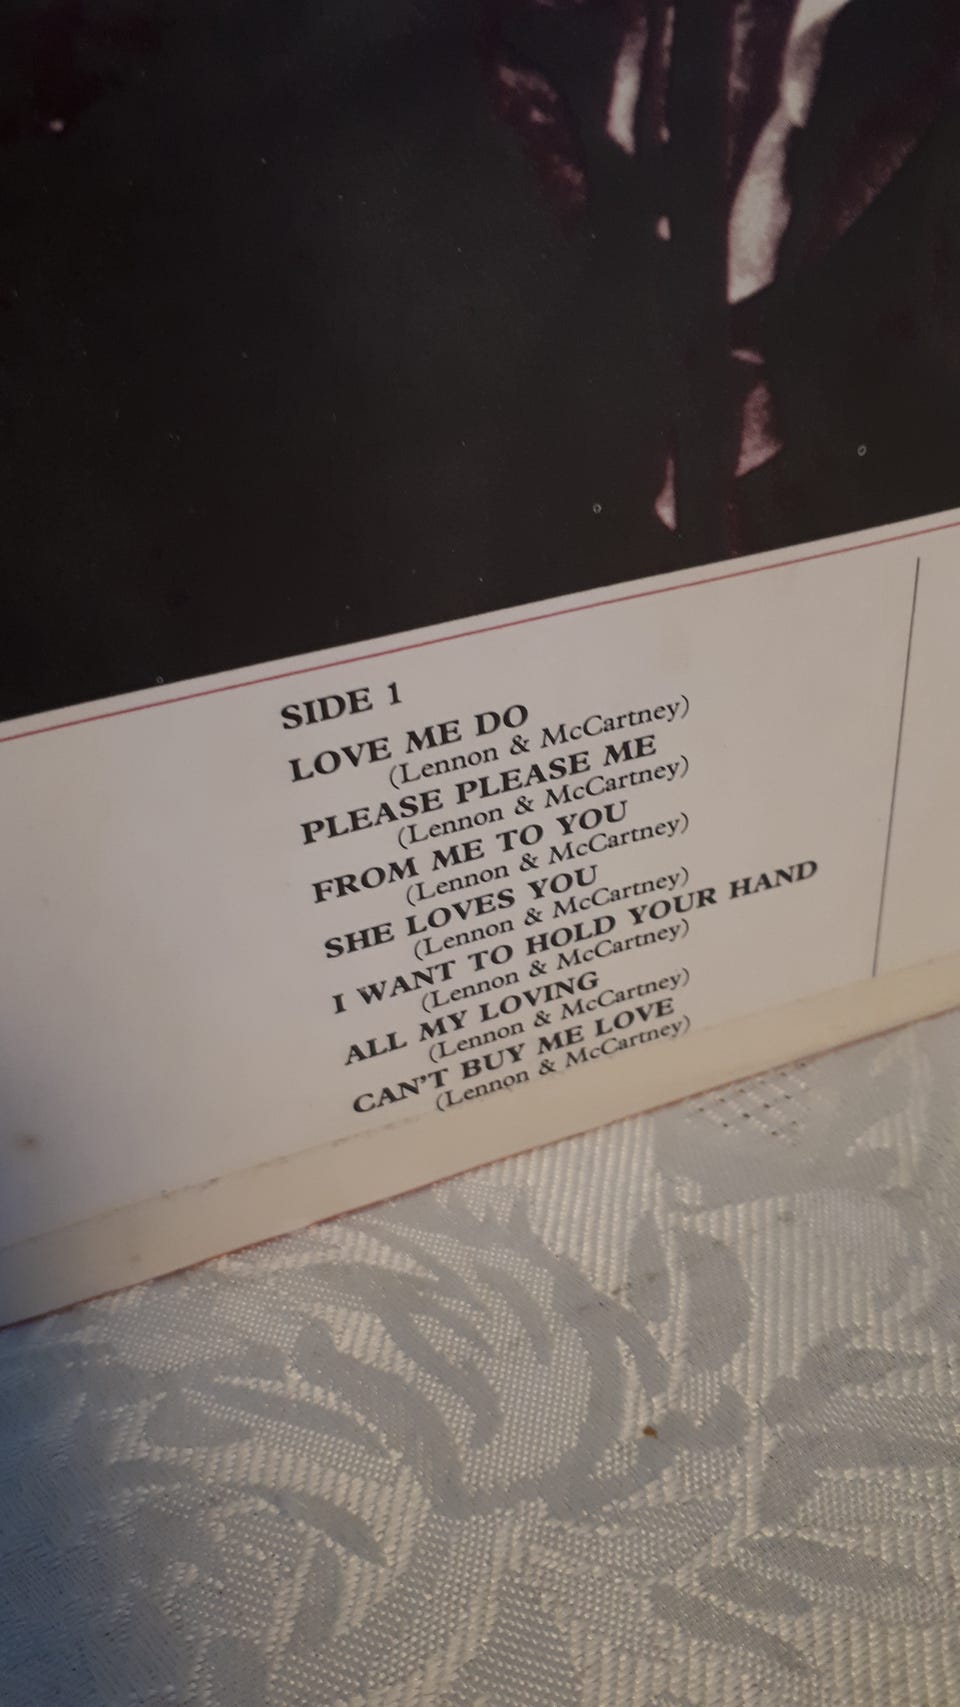 SIDE 1
LOVE ME DO
(Lennon & McCartney)
PLEASE PLEASE ME
(Lennon & McCartney)
FROM ME TO YOU
(Lennon & McCartney)
SHE LOVES YOU
(Lennon & McCartney)
I WANT TO HOLD YOUR HAND
(Lennon & McCartney)
ALL MY LOVING
(Lennon & McCartney)
CAN'T BUY ME LOVE
(Lennon & McCartney)